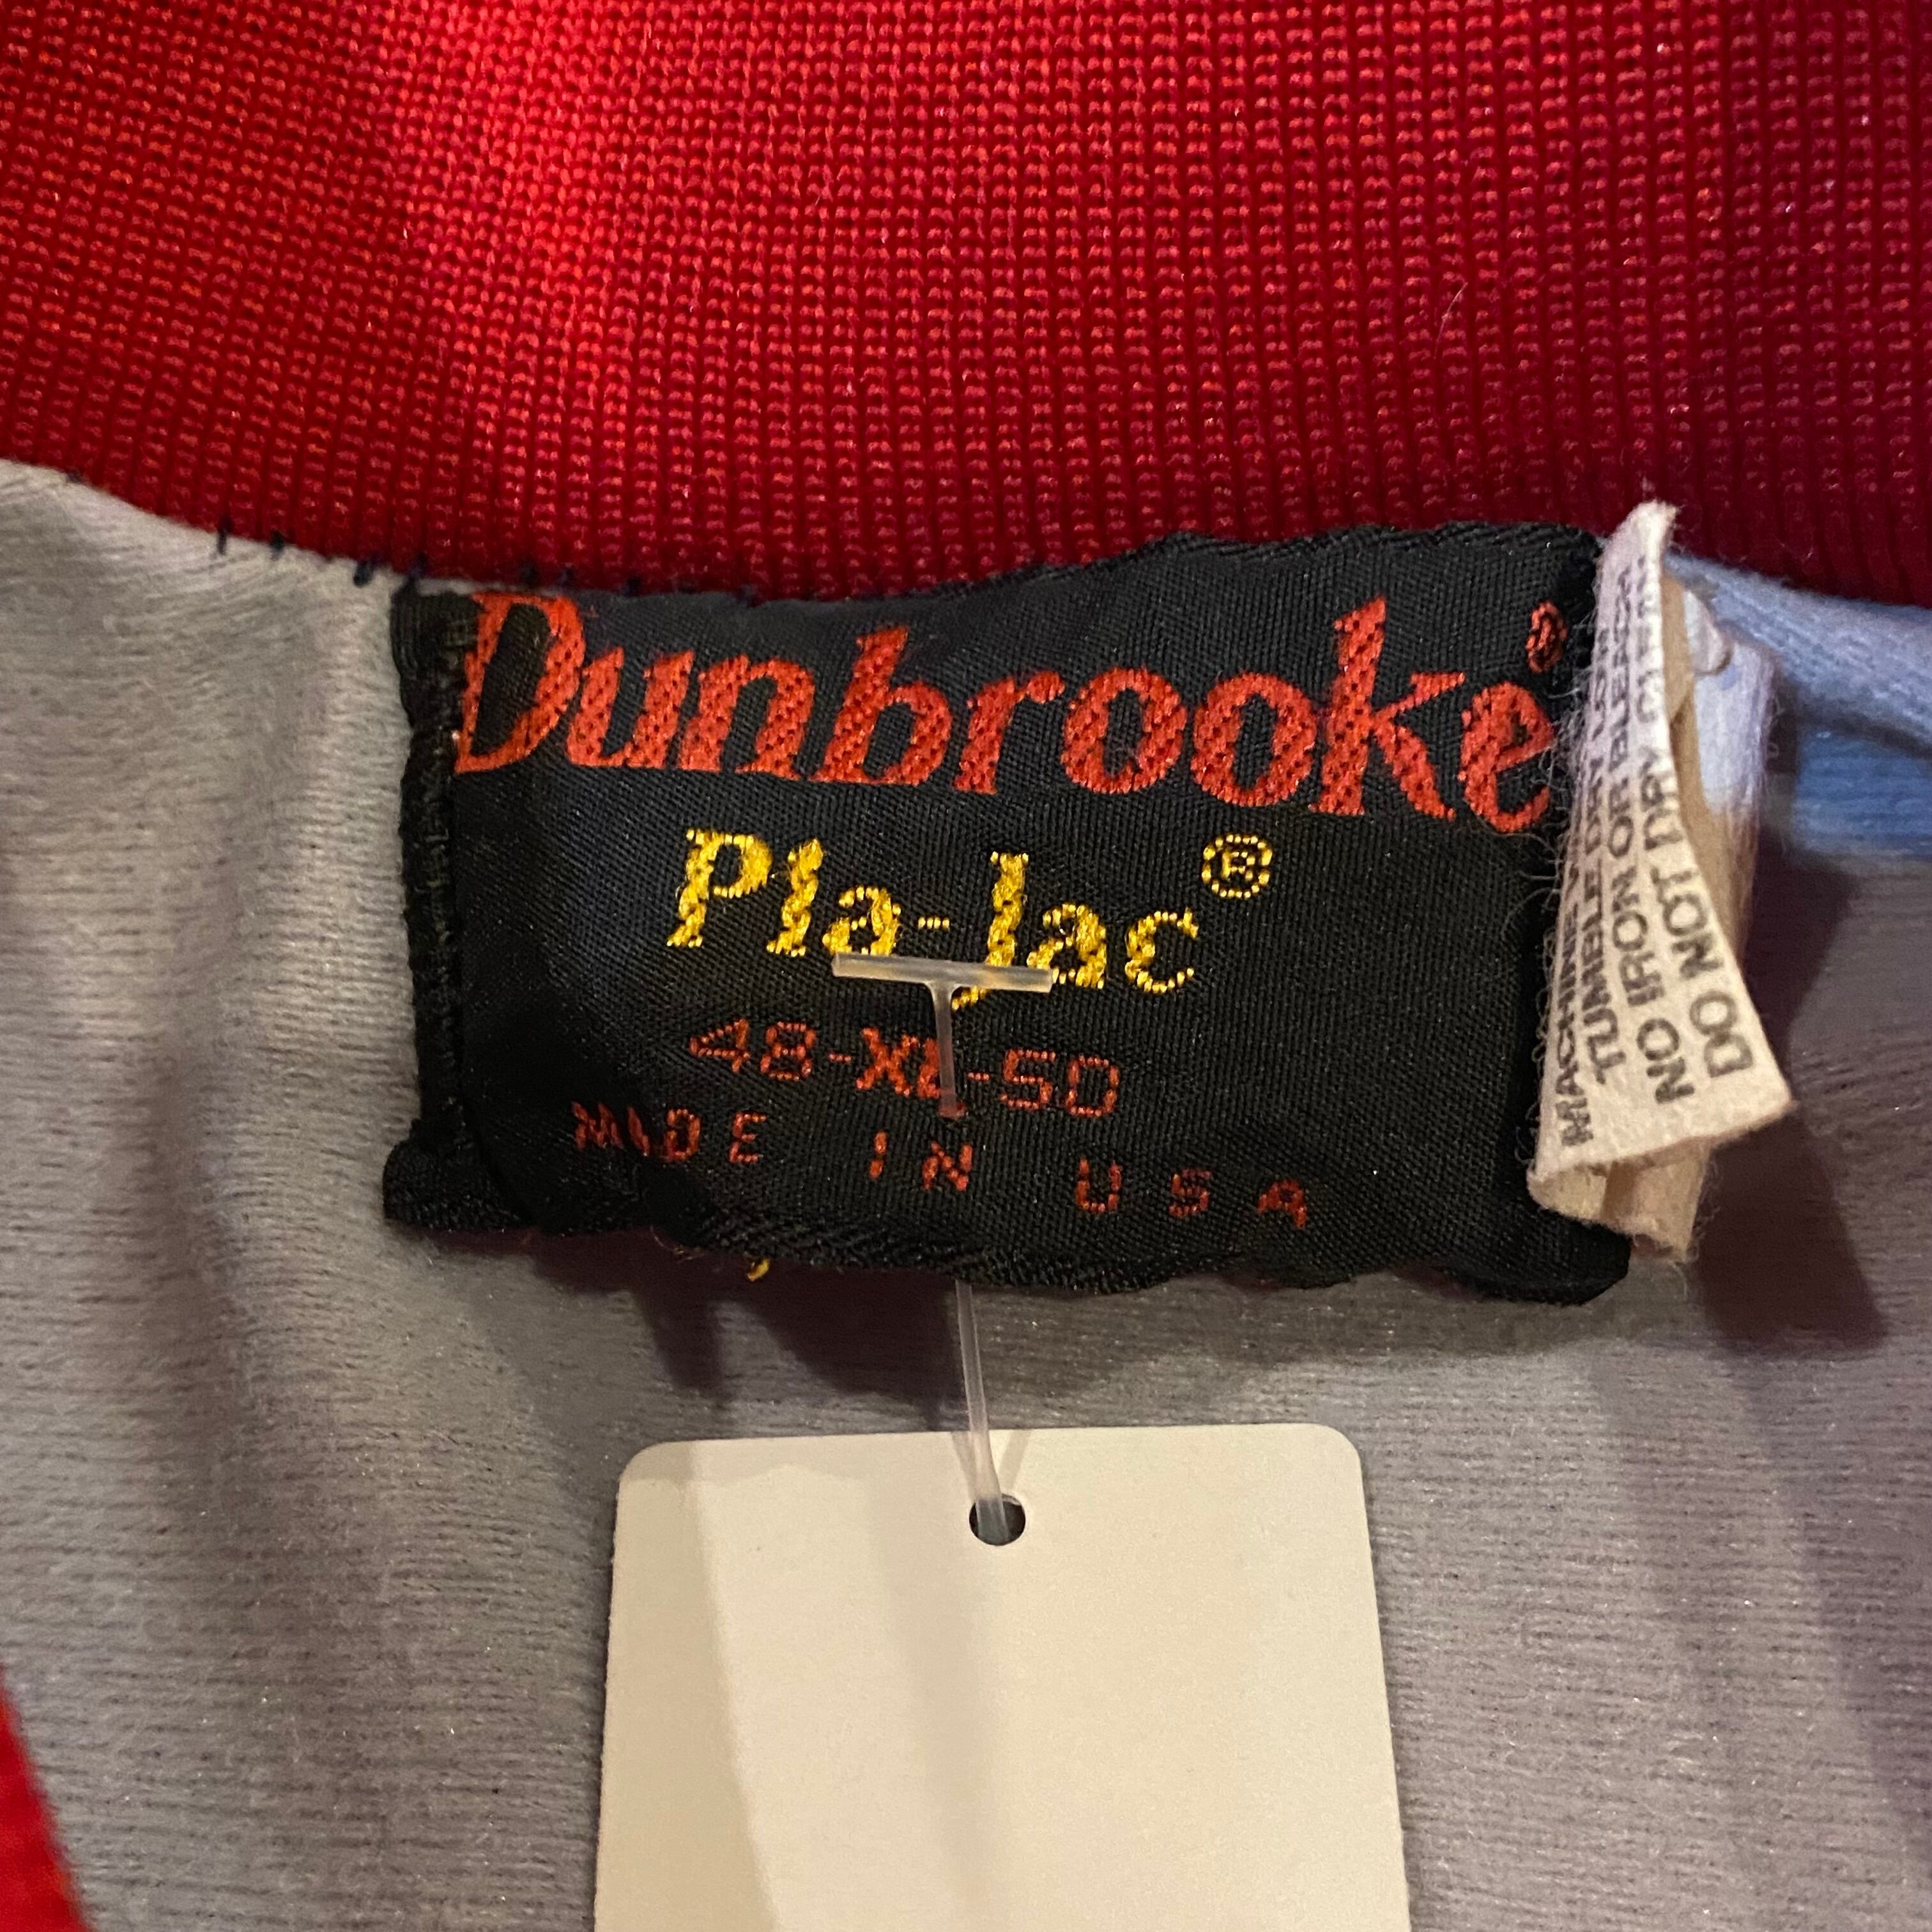 Dunbrooke®
Pla-Jac®
48-XL-50
MADE IN USA
MACHINE
TUMBLE DRY
NO IRON OR BLEACH
DO NOT DRY CLEAN